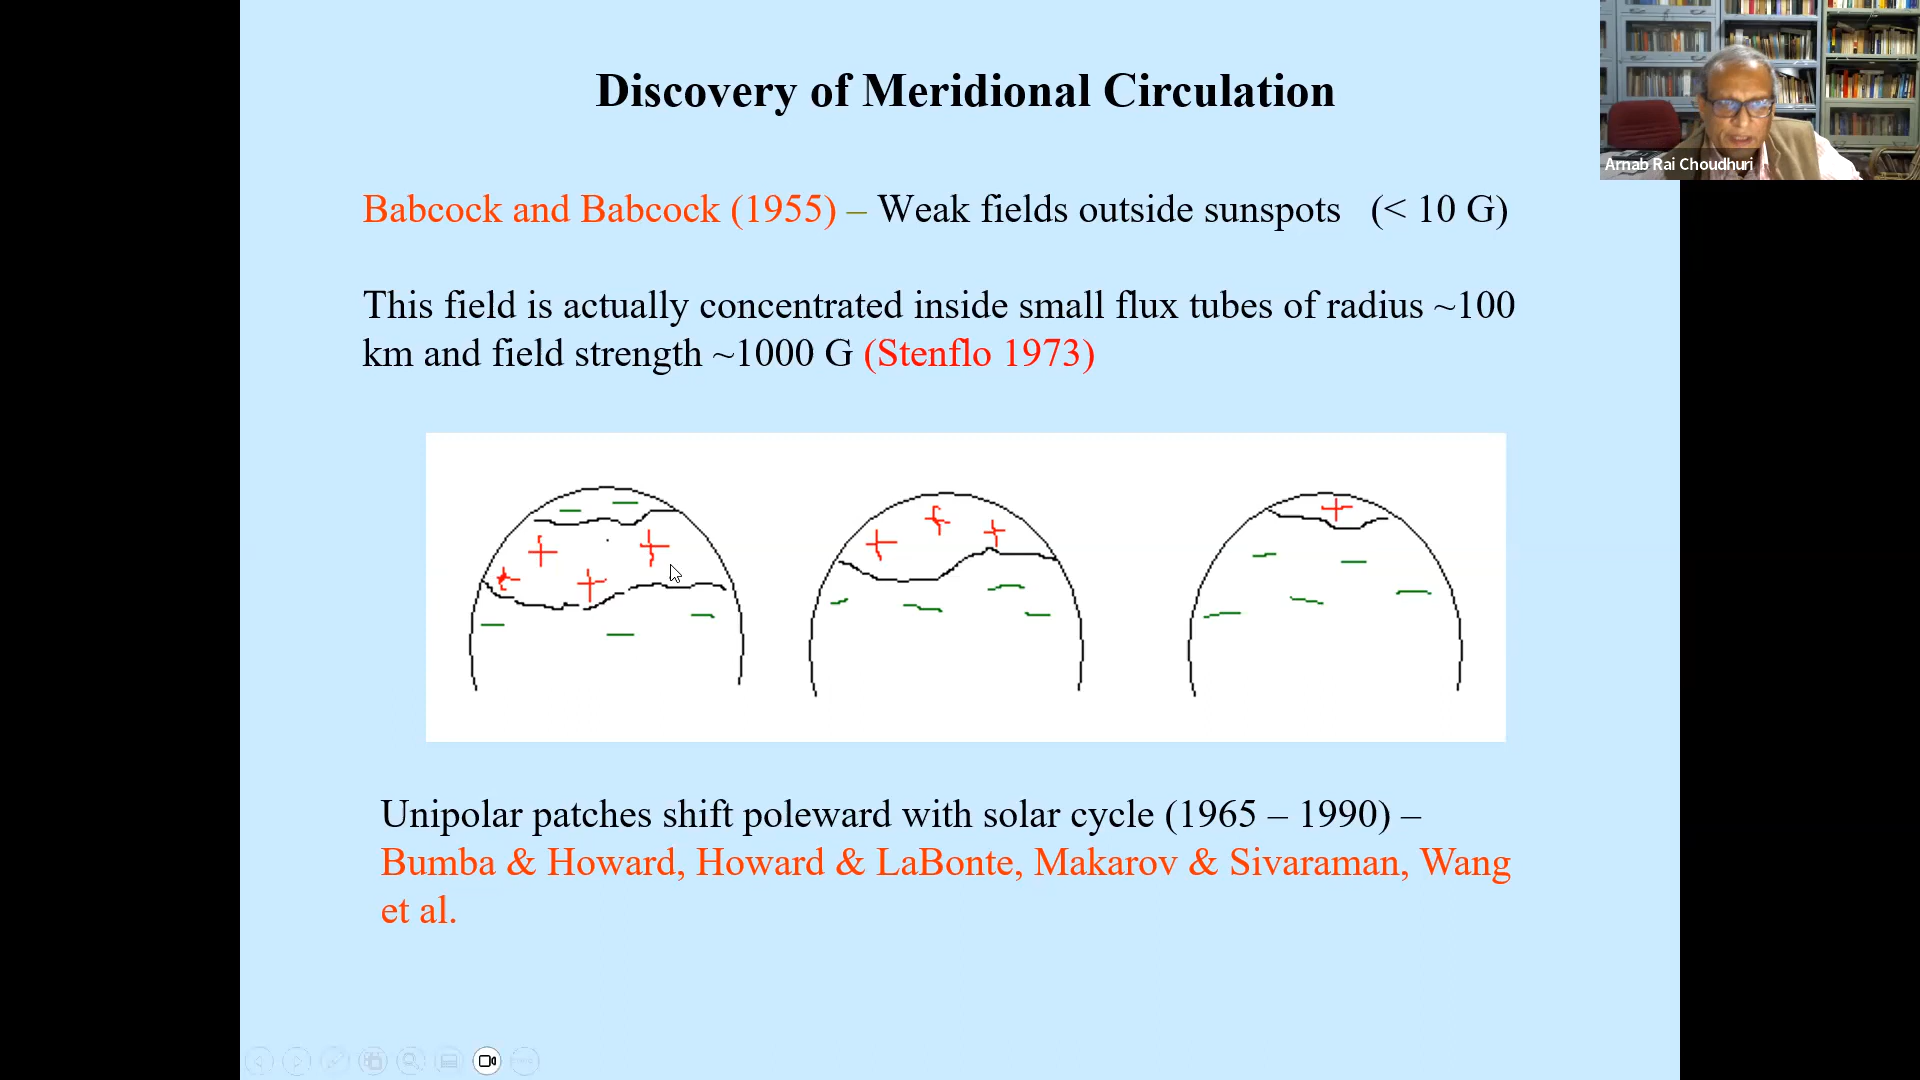 Discovery of Meridional Circulation
Arnab Rai Choudhuri
Babcock and Babcock (1955) – Weak fields outside sunspots (< 10 G)
This field is actually concentrated inside small flux tubes of radius ~100
km and field strength ~1000 G (Stenflo 1973)
Unipolar patches shift poleward with solar cycle (1965 – 1990) –
Bumba & Howard, Howard & LaBonte, Makarov & Sivaraman, Wang
et al.